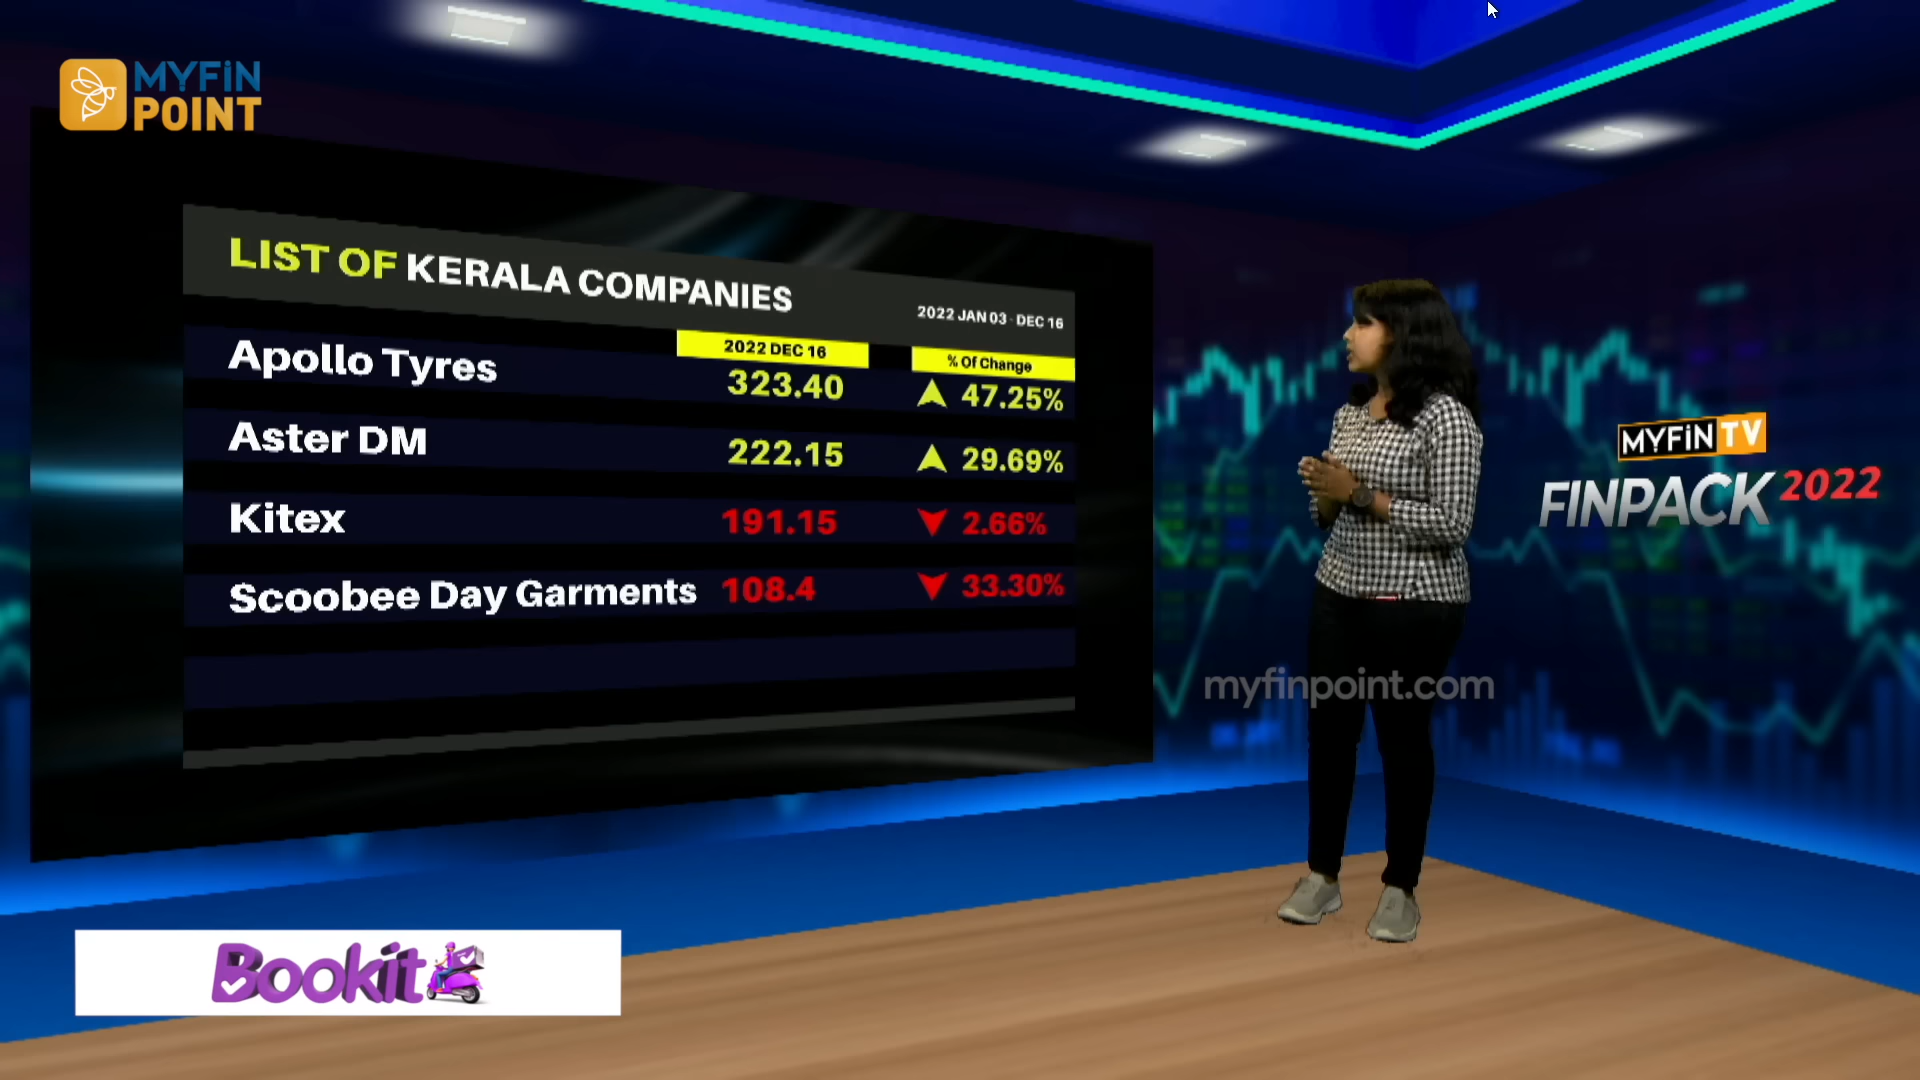 MYFiN
POINT
LIST OF KERALA COMPANIES
2022 JAN 03 - DEC 16
2022 DEC 16
% Of Change
Apollo Tyres 323.40 47.25%
Aster DM 222.15 29.69%
Kitex 191.15 2.66%
Scoobee Day Garments 108.4 33.30%
MYFiN TV
FINPACK 2022
myfinpoint.com
Bookit